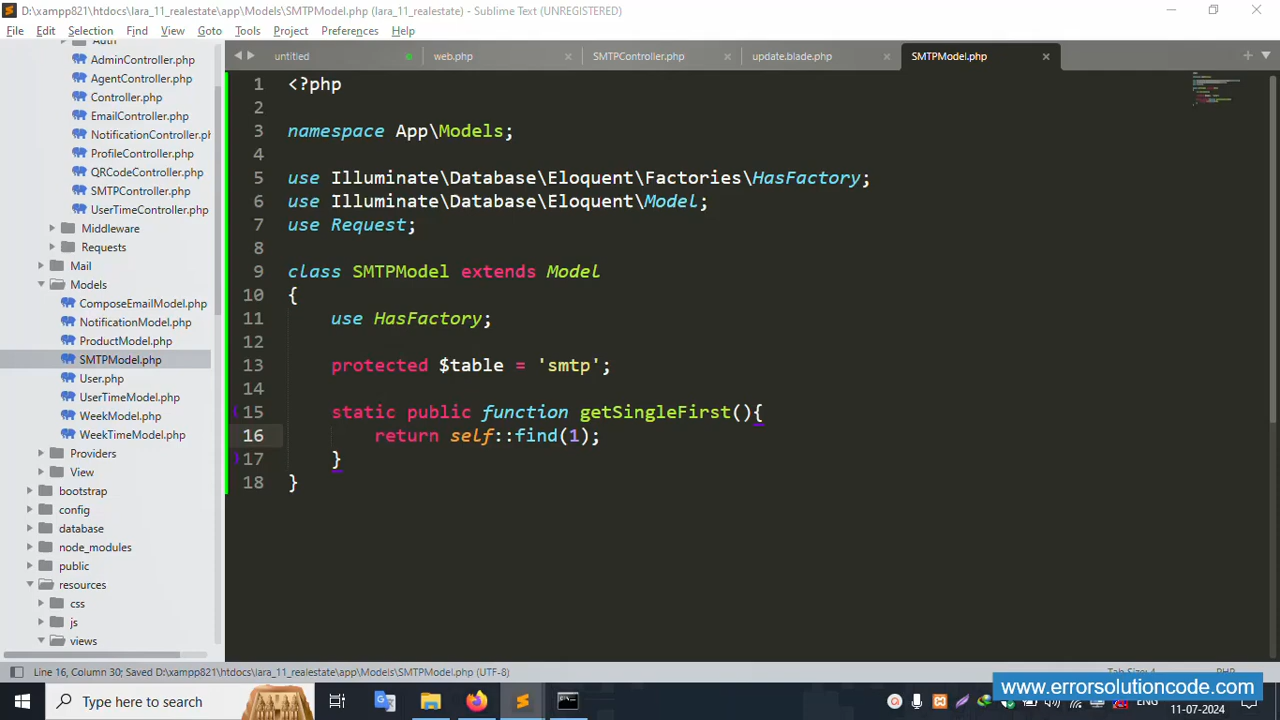 D:\xampp821\htdocs\lara_11_realestate\app\Models\SMTPModel.php (lara_11_realestate) - Sublime Text (UNREGISTERED)
File Edit Selection Find View Goto Tools Project Preferences Help
untitled web.php SMTPController.php update.blade.php SMTPModel.php
Auth
AdminController.php
AgentController.php
Controller.php
EmailController.php
NotificationController.ph
ProfileController.php
QRCodeController.php
SMTPController.php
UserTimeController.php
Middleware
Requests
Mail
Models
ComposeEmailModel.php
NotificationModel.php
ProductModel.php
SMTPModel.php
User.php
UserTimeModel.php
WeekModel.php
WeekTimeModel.php
Providers
View
bootstrap
config
database
node_modules
public
resources
css
js
views
1 <?php
2
3 namespace App\Models;
4
5 use Illuminate\Database\Eloquent\Factories\HasFactory;
6 use Illuminate\Database\Eloquent\Model;
7 use Request;
8
9 class SMTPModel extends Model
10 {
11 use HasFactory;
12
13 protected $table = 'smtp';
14
15 static public function getSingleFirst(){
16 return self::find(1);
17 }
18 }
Line 16, Column 30; Saved D:\xampp821\htdocs\lara_11_realestate\app\Models\SMTPModel.php (UTF-8) Tab Size: 4 PHP
Type here to search
www.errorsolutioncode.com
ENG
11-07-2024